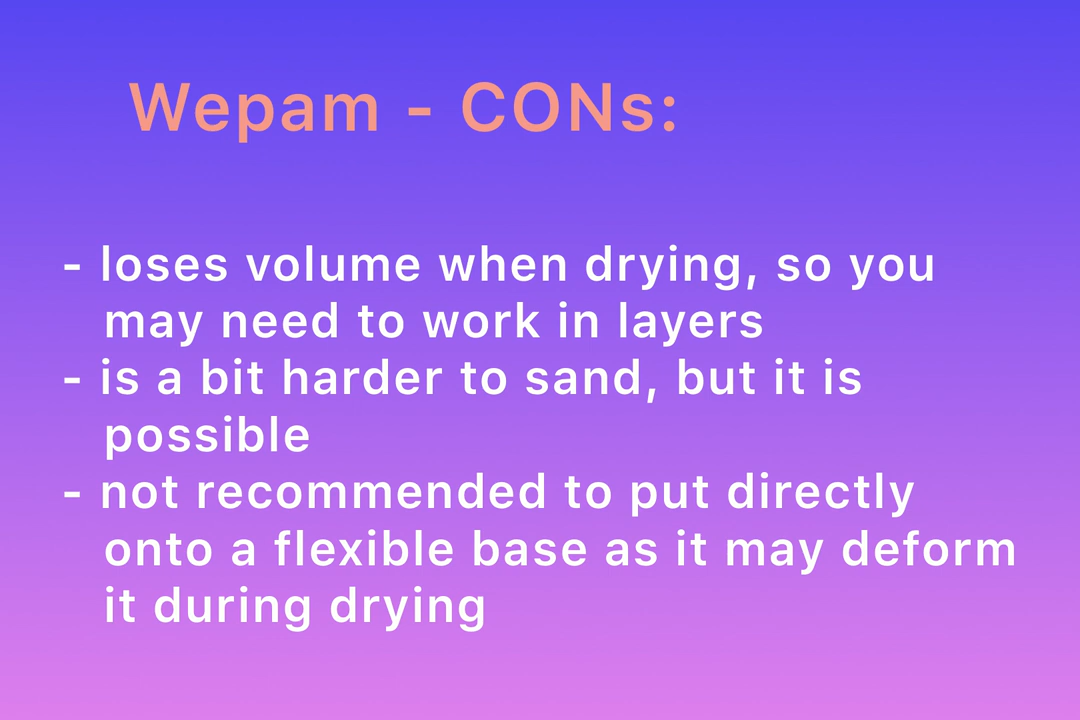 Wepam - CONs:
- loses volume when drying, so you
may need to work in layers
- is a bit harder to sand, but it is
possible
- not recommended to put directly
onto a flexible base as it may deform
it during drying